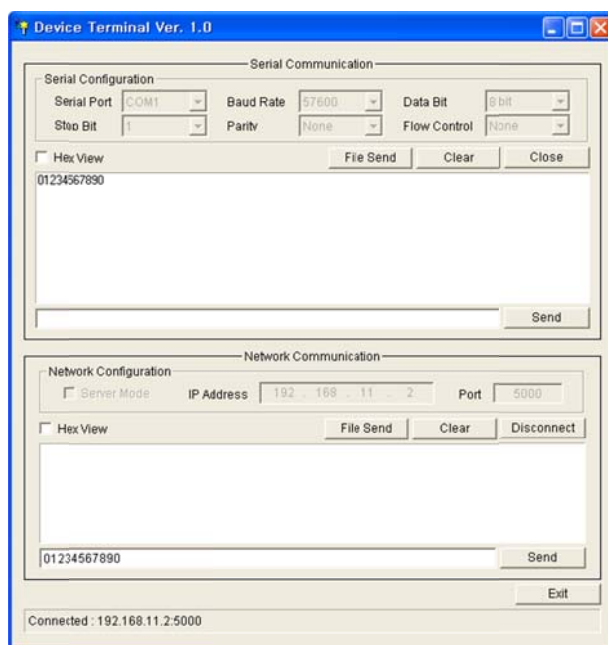 Device Terminal Ver. 1.0
Serial Communication
Serial Configuration
Serial Port COM1 Baud Rate 57600 Data Bit 8 bit
Stop Bit 1 Parity None Flow Control None
Hex View File Send Clear Close
01234567890
Send
Network Communication
Network Configuration
Server Mode IP Address 192 . 168 . 11 . 2 Port 5000
Hex View File Send Clear Disconnect
01234567890 Send
Exit
Connected : 192.168.11.2:5000